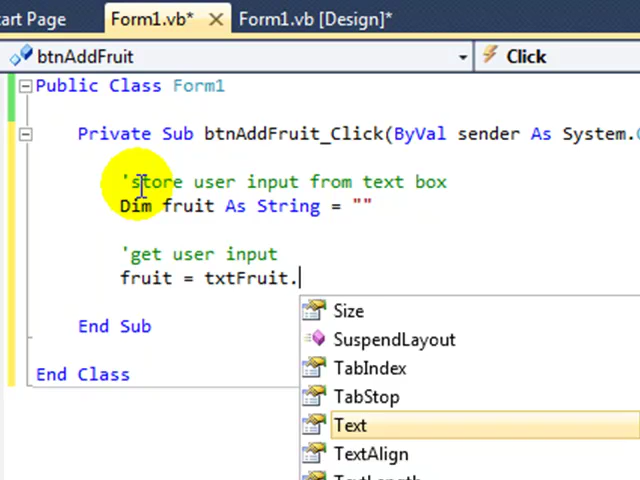 art Page Form1.vb* Form1.vb [Design]*
btnAddFruit Click
Public Class Form1
Private Sub btnAddFruit_Click(ByVal sender As System.
'store user input from text box
Dim fruit As String = ""
'get user input
fruit = txtFruit.
Size
SuspendLayout
TabIndex
TabStop
Text
TextAlign
End Sub
End Class